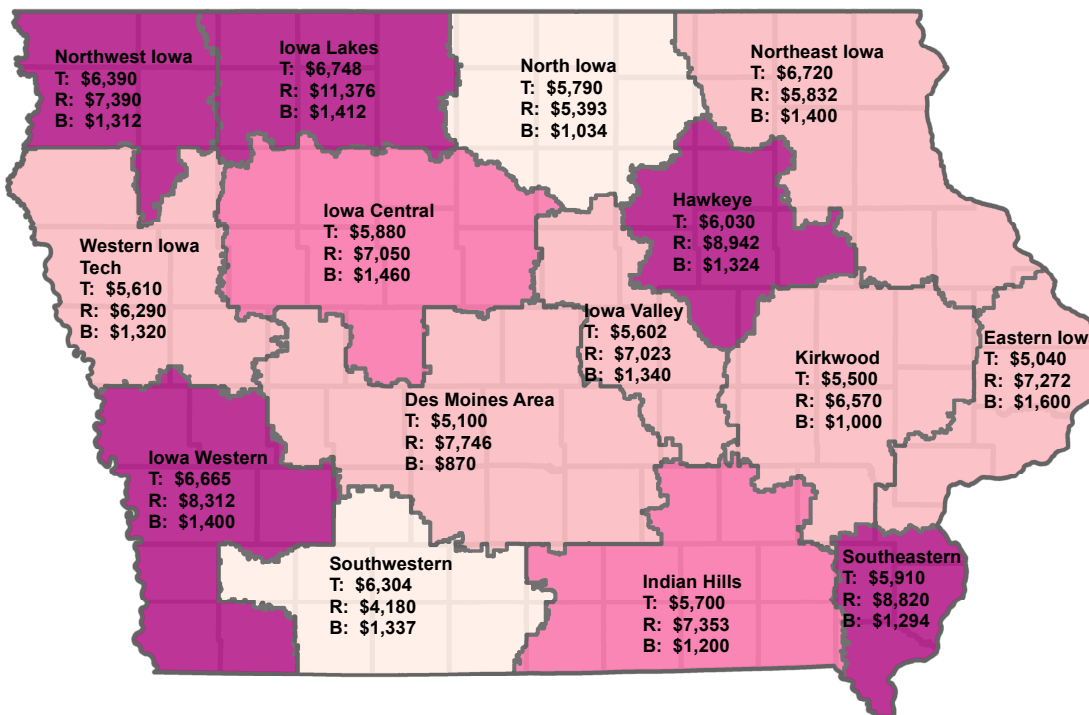 Northwest Iowa
T: $6,390
R: $7,390
B: $1,312
Iowa Lakes
T: $6,748
R: $11,376
B: $1,412
North Iowa
T: $5,790
R: $5,393
B: $1,034
Northeast Iowa
T: $6,720
R: $5,832
B: $1,400
Western Iowa
Tech
T: $5,610
R: $6,290
B: $1,320
Iowa Central
T: $5,880
R: $7,050
B: $1,460
Hawkeye
T: $6,030
R: $8,942
B: $1,324
Iowa Valley
T: $5,602
R: $7,023
B: $1,340
Kirkwood
T: $5,500
R: $6,570
B: $1,000
Eastern Iow
T: $5,040
R: $7,272
B: $1,600
Des Moines Area
T: $5,100
R: $7,746
B: $870
Iowa Western
T: $6,665
R: $8,312
B: $1,400
Southwestern
T: $6,304
R: $4,180
B: $1,337
Indian Hills
T: $5,700
R: $7,353
B: $1,200
Southeastern
T: $5,910
R: $8,820
B: $1,294